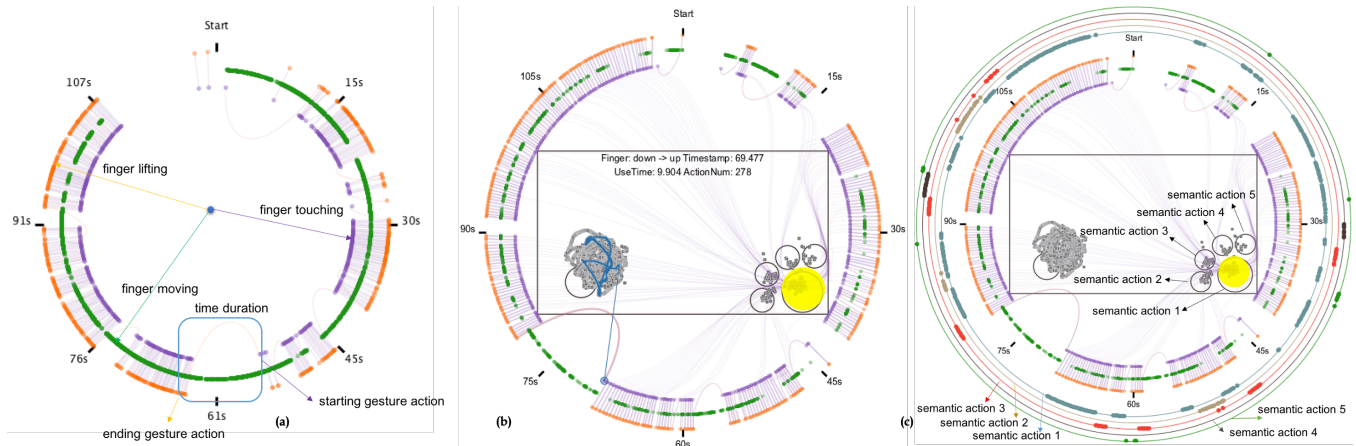 Start
107s
15s
finger lifting
finger touching
91s
30s
finger moving
time duration
76s
45s
61s
(a)
starting gesture action
ending gesture action
Start
105s
15s
Finger: down -> up Timestamp: 69.477
UseTime: 9.904 ActionNum: 278
90s
30s
75s
45s
(b)
60s
Start
105s
15s
semantic action 5
semantic action 4
90s
30s
semantic action 3
semantic action 2
semantic action 1
75s
45s
60s
semantic action 3
semantic action 2
semantic action 1
semantic action 5
semantic action 4
(c)